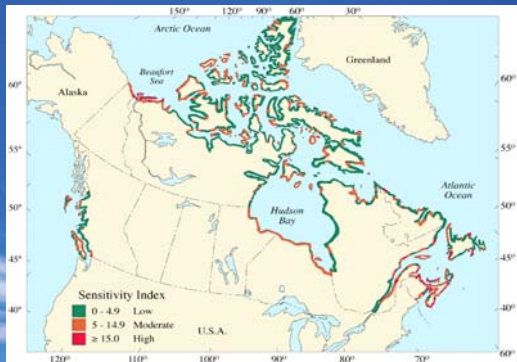 150° 120° 90° 60° 30°
Arctic Ocean
Greenland
Beaufort
Sea
Alaska
60°
60°
55°
55°
Atlantic
Ocean
50°
50°
Hudson
Bay
45°
45°
40°
40°
Sensitivity Index
0 - 4.9 Low
5 - 14.9 Moderate
≥ 15.0 High
U.S.A.
120° 110° 100° 90° 80° 70° 60°